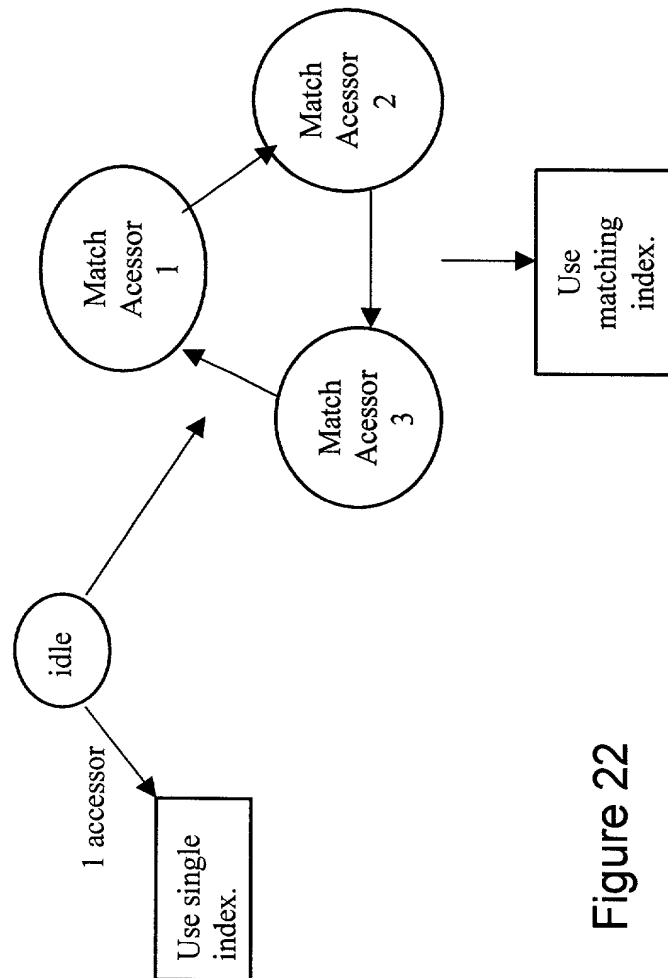 idle
1 accessor
Use single
index.
Match
Acessor
1
Match
Acessor
2
Match
Acessor
3
Use
matching
index.
Figure 22